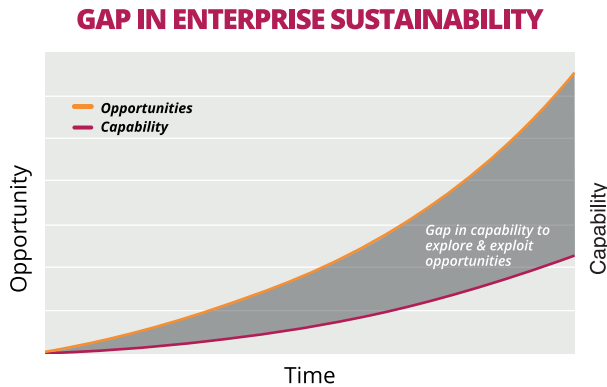 GAP IN ENTERPRISE SUSTAINABILITY
Opportunities
Capability
Opportunity
Capability
Gap in capability to
explore & exploit
opportunities
Time